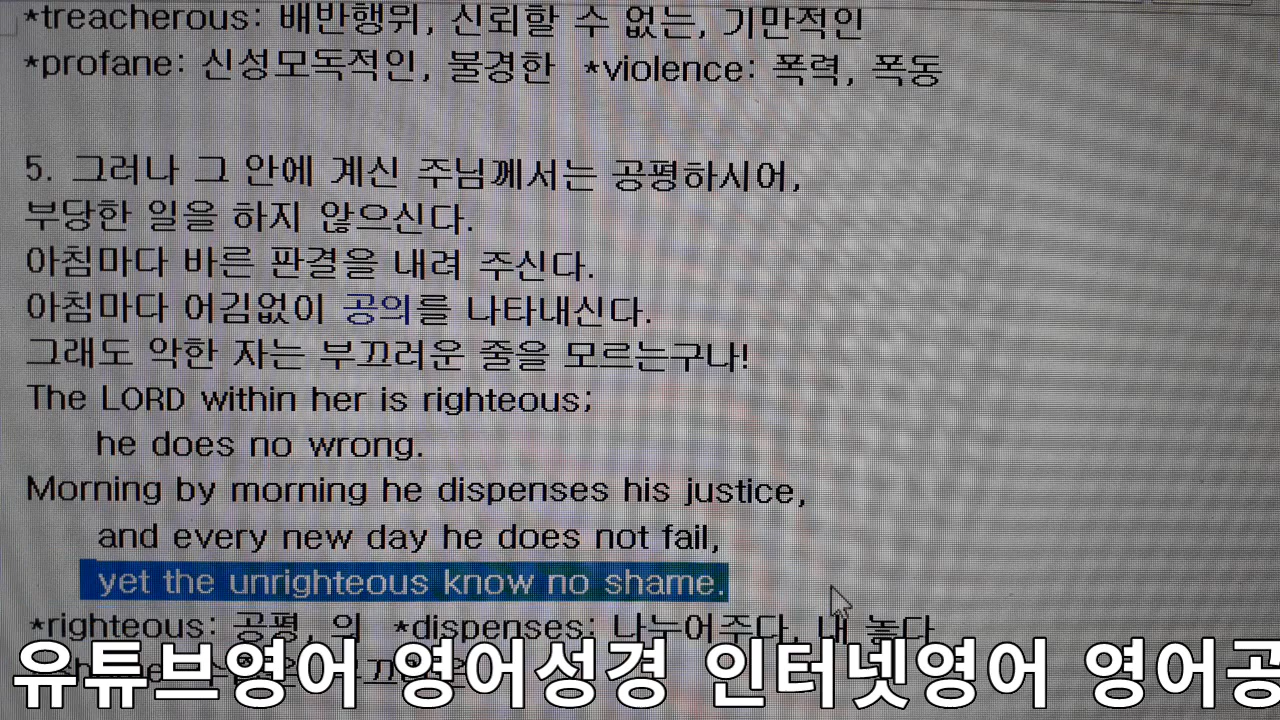 *treacherous: 배반행위, 신뢰할 수 없는, 기만적인
*profane: 신성모독적인, 불경한 *violence: 폭력, 폭동
5. 그러나 그 안에 계신 주님께서는 공평하시어,
부당한 일을 하지 않으신다.
아침마다 바른 판결을 내려 주신다.
아침마다 어김없이 공의를 나타내신다.
그래도 악한 자는 부끄러운 줄을 모르는구나!
The LORD within her is righteous;
he does no wrong.
Morning by morning he dispenses his justice,
and every new day he does not fail,
yet the unrighteous know no shame.
*righteous: 공평, 의 *dispenses: 나누어주다, 내 놓다
유튜브영어 영어성경 인터넷영어 영어공